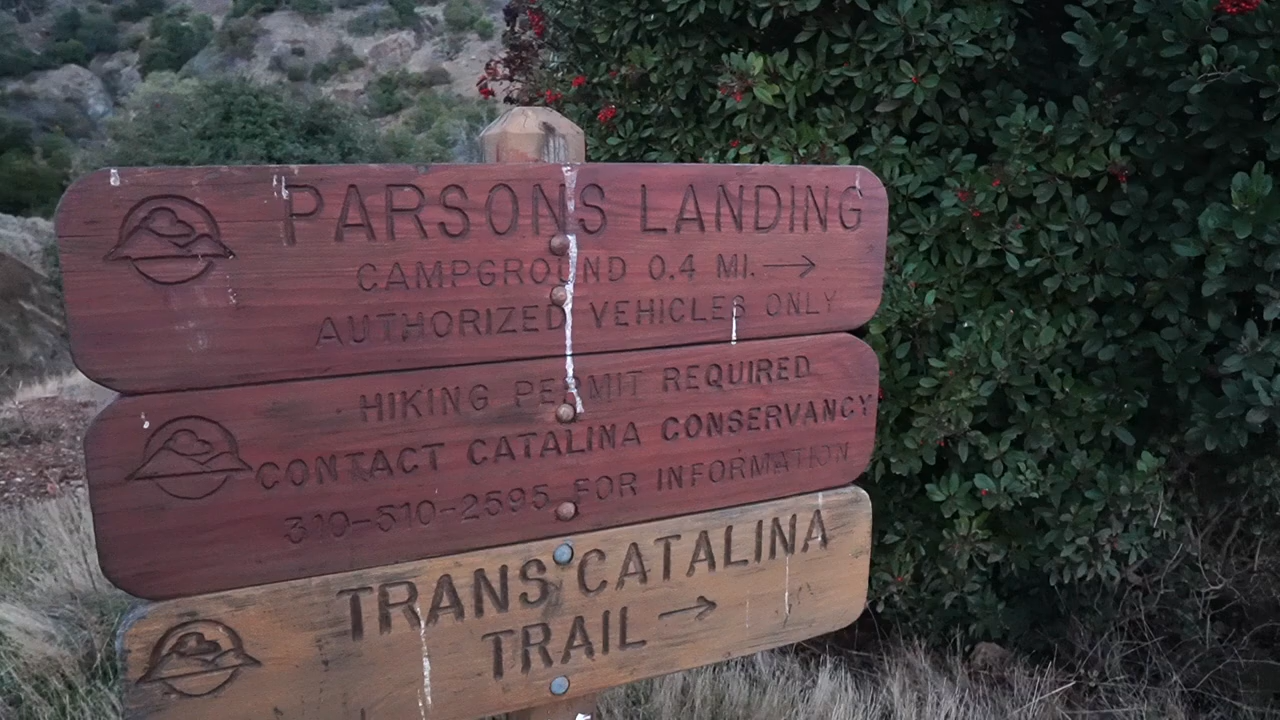 PARSONS LANDING
CAMPGROUND 0.4 MI. →
AUTHORIZED VEHICLES ONLY
HIKING PERMIT REQUIRED
CONTACT CATALINA CONSERVANCY
310-510-2595 FOR INFORMATION
TRANS CATALINA
TRAIL →